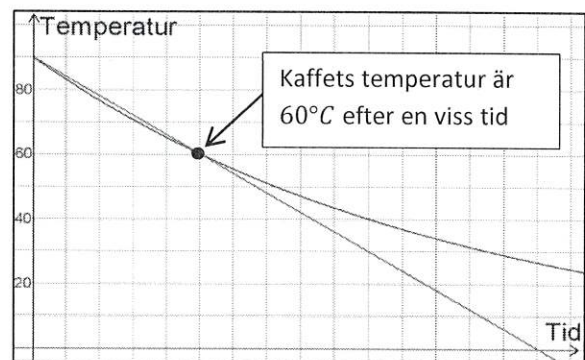 Temperatur
Kaffets temperatur är
60°C efter en viss tid
80
60
40
20
Tid